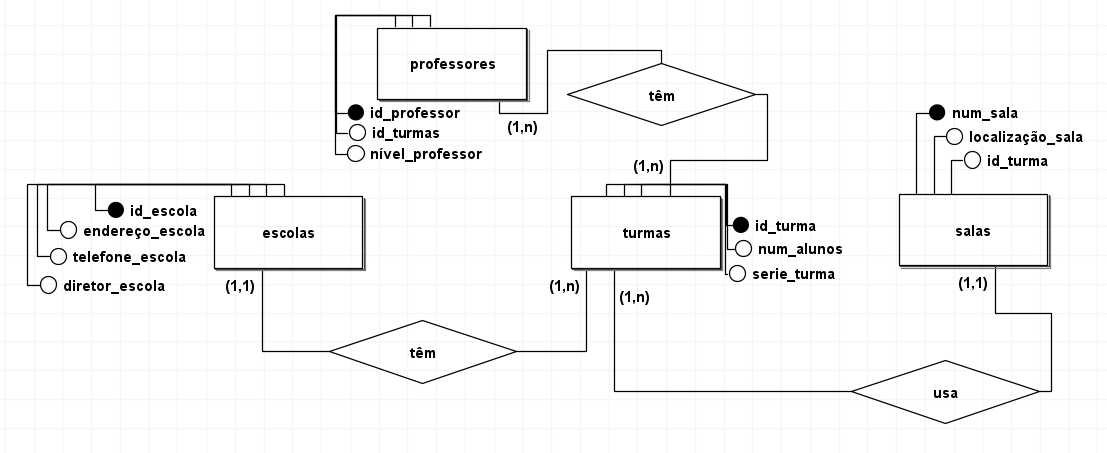 professores
têm
id_professor
id_turmas
nível_professor
(1,n)
num_sala
localização_sala
id_turma
(1,n)
id_escola
endereço_escola
telefone_escola
diretor_escola
escolas
turmas
id_turma
num_alunos
serie_turma
salas
(1,1)
(1,n)
(1,n)
(1,1)
têm
usa